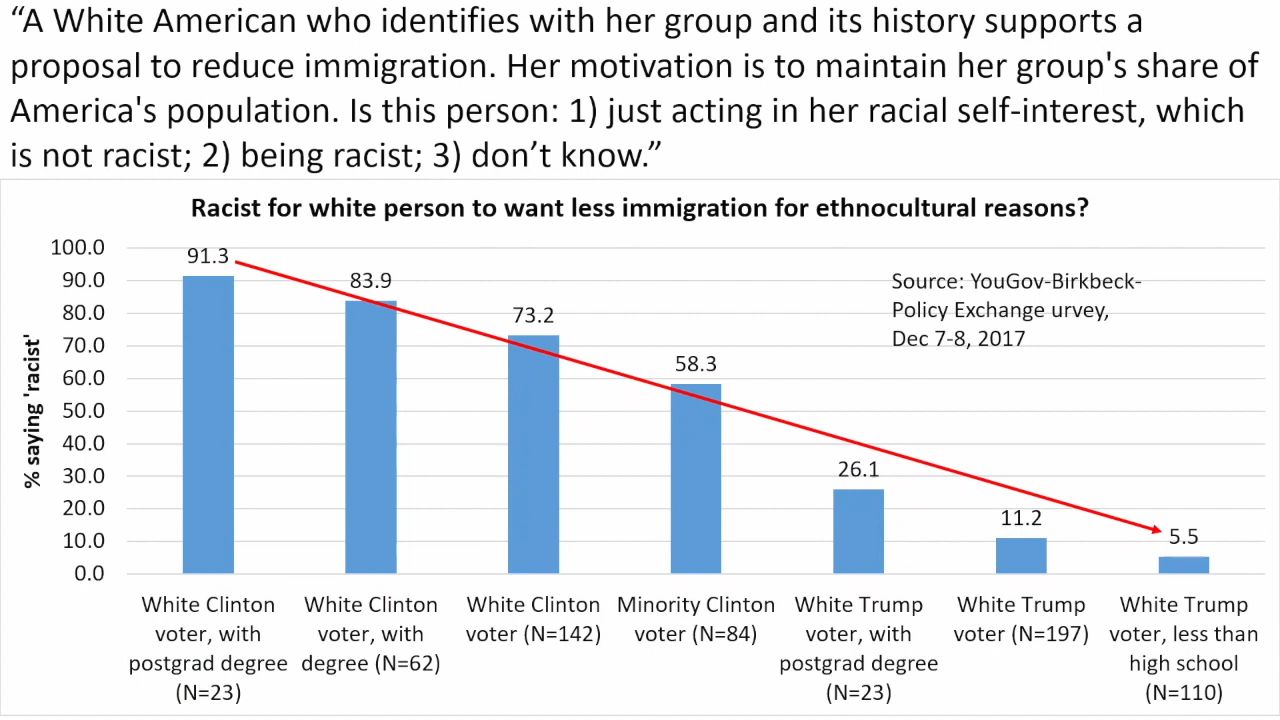 “A White American who identifies with her group and its history supports a
proposal to reduce immigration. Her motivation is to maintain her group's share of
America's population. Is this person: 1) just acting in her racial self-interest, which
is not racist; 2) being racist; 3) don’t know.”
Racist for white person to want less immigration for ethnocultural reasons?
% saying 'racist'
100.0
90.0
80.0
70.0
60.0
50.0
40.0
30.0
20.0
10.0
0.0
91.3
83.9
73.2
58.3
26.1
11.2
5.5
Source: YouGov-Birkbeck-
Policy Exchange urvey,
Dec 7-8, 2017
White Clinton
voter, with
postgrad degree
(N=23)
White Clinton
voter, with
degree (N=62)
White Clinton
voter (N=142)
Minority Clinton
voter (N=84)
White Trump
voter, with
postgrad degree
(N=23)
White Trump
voter (N=197)
White Trump
voter, less than
high school
(N=110)